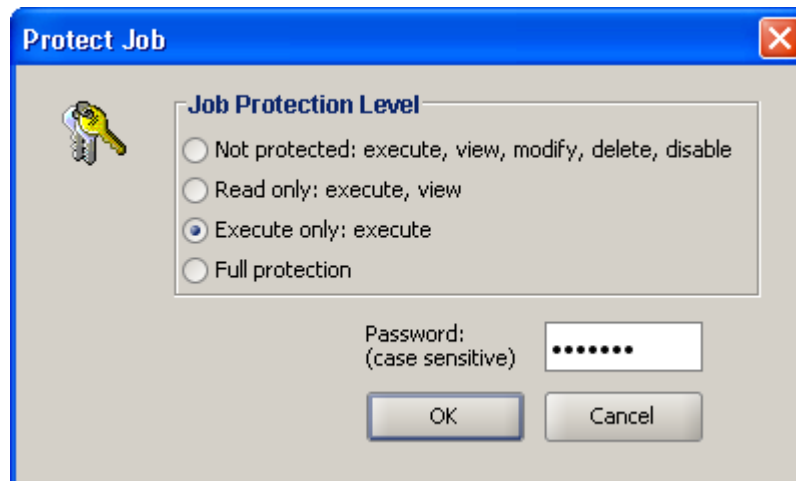 Protect Job
Job Protection Level
Not protected: execute, view, modify, delete, disable
Read only: execute, view
Execute only: execute
Full protection
Password:
(case sensitive)
•••••••
OK
Cancel